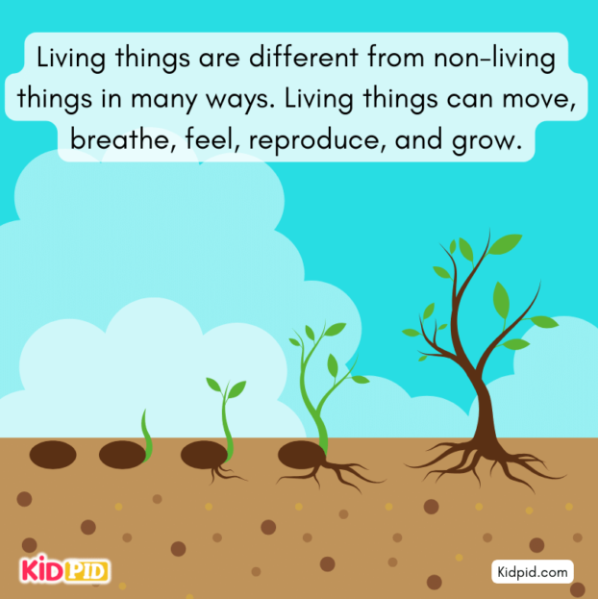 Living things are different from non-living
things in many ways. Living things can move,
breathe, feel, reproduce, and grow.
KiDPID
Kidpid.com